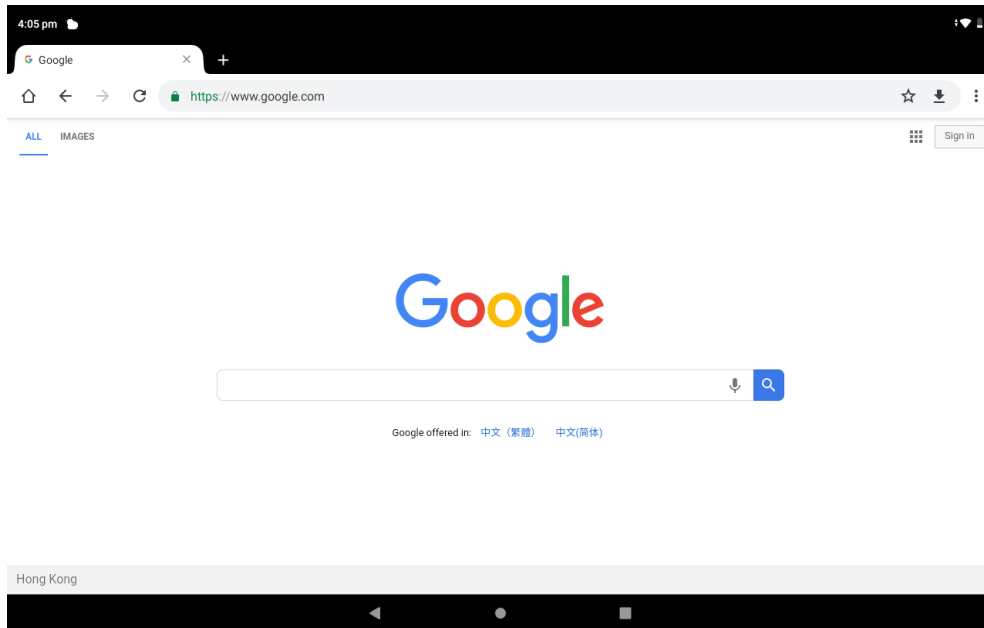 4:05 pm
Google
https://www.google.com
ALL IMAGES Sign in
Google
Google offered in: 中文（繁體） 中文(简体)
Hong Kong